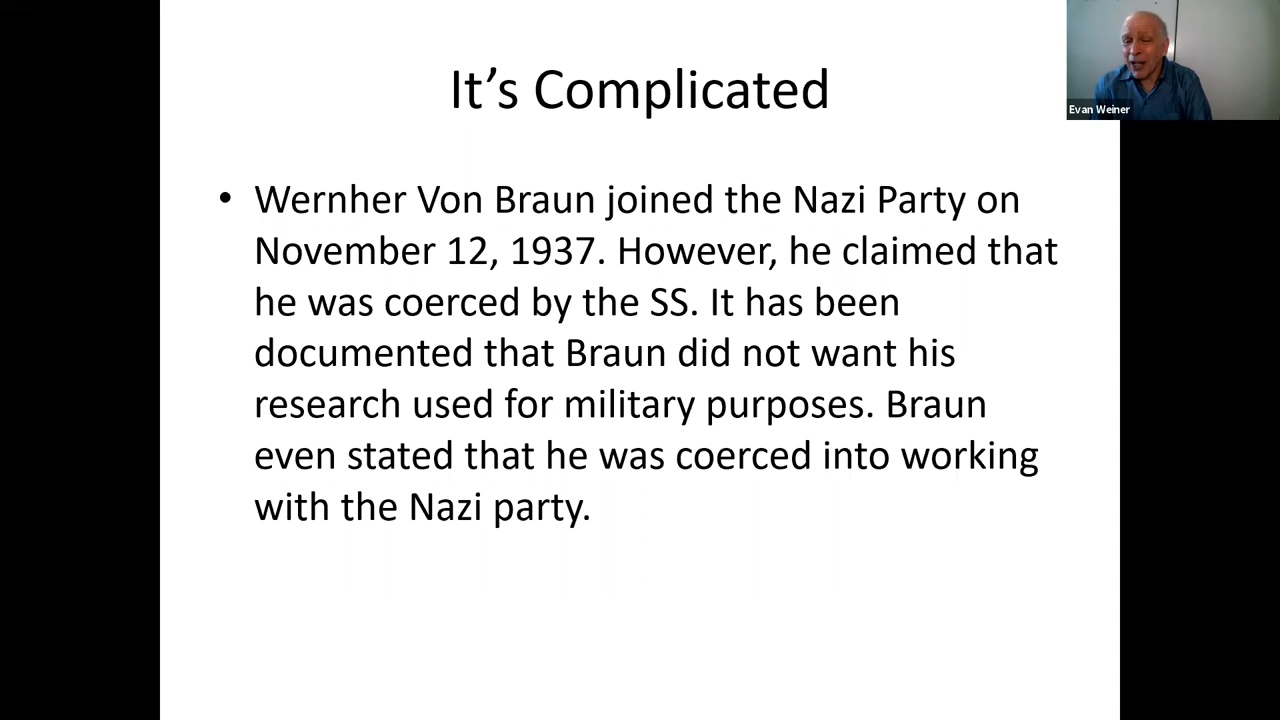 It’s Complicated
Evan Weiner
• Wernher Von Braun joined the Nazi Party on
November 12, 1937. However, he claimed that
he was coerced by the SS. It has been
documented that Braun did not want his
research used for military purposes. Braun
even stated that he was coerced into working
with the Nazi party.